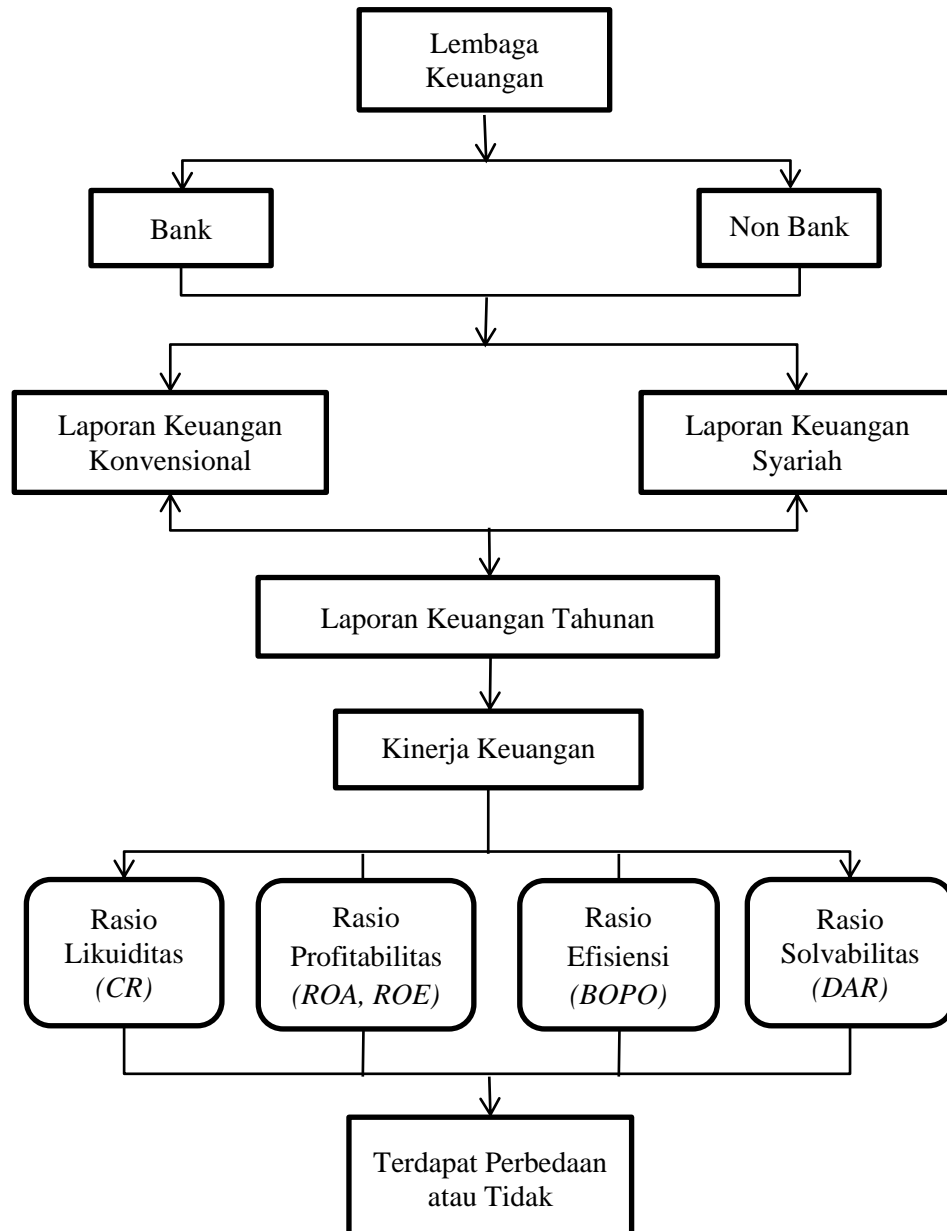 Lembaga
Keuangan
Bank
Non Bank
Laporan Keuangan
Konvensional
Laporan Keuangan
Syariah
Laporan Keuangan Tahunan
Kinerja Keuangan
Rasio
Likuiditas
(CR)
Rasio
Profitabilitas
(ROA, ROE)
Rasio
Efisiensi
(BOPO)
Rasio
Solvabilitas
(DAR)
Terdapat Perbedaan
atau Tidak